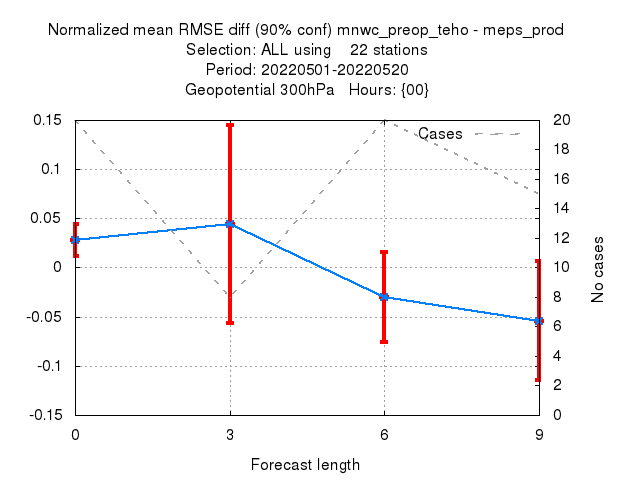 Normalized mean RMSE diff (90% conf) mnwc_preop_teho - meps_prod
Selection: ALL using    22 stations
Period: 20220501-20220520
Geopotential 300hPa   Hours: {00}
0.15
0.1
0.05
0
-0.05
-0.1
-0.15
Cases
20
18
16
14
12
10
8
6
4
2
0
No cases
0 3 6 9
Forecast length